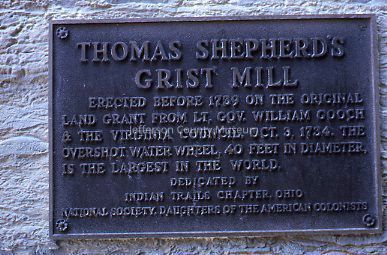 THOMAS SHEPHERD'S
GRIST MILL
ERECTED BEFORE 1739 ON THE ORIGINAL
LAND GRANT FROM LT. GOV. WILLIAM GOOCH
& THE VIRGINIA COUNCIL, OCT. 3, 1734. THE
OVERSHOT WATER WHEEL, 40 FEET IN DIAMETER,
IS THE LARGEST IN THE WORLD.
DEDICATED BY
INDIAN TRAILS CHAPTER, OHIO
NATIONAL SOCIETY, DAUGHTERS OF THE AMERICAN COLONISTS